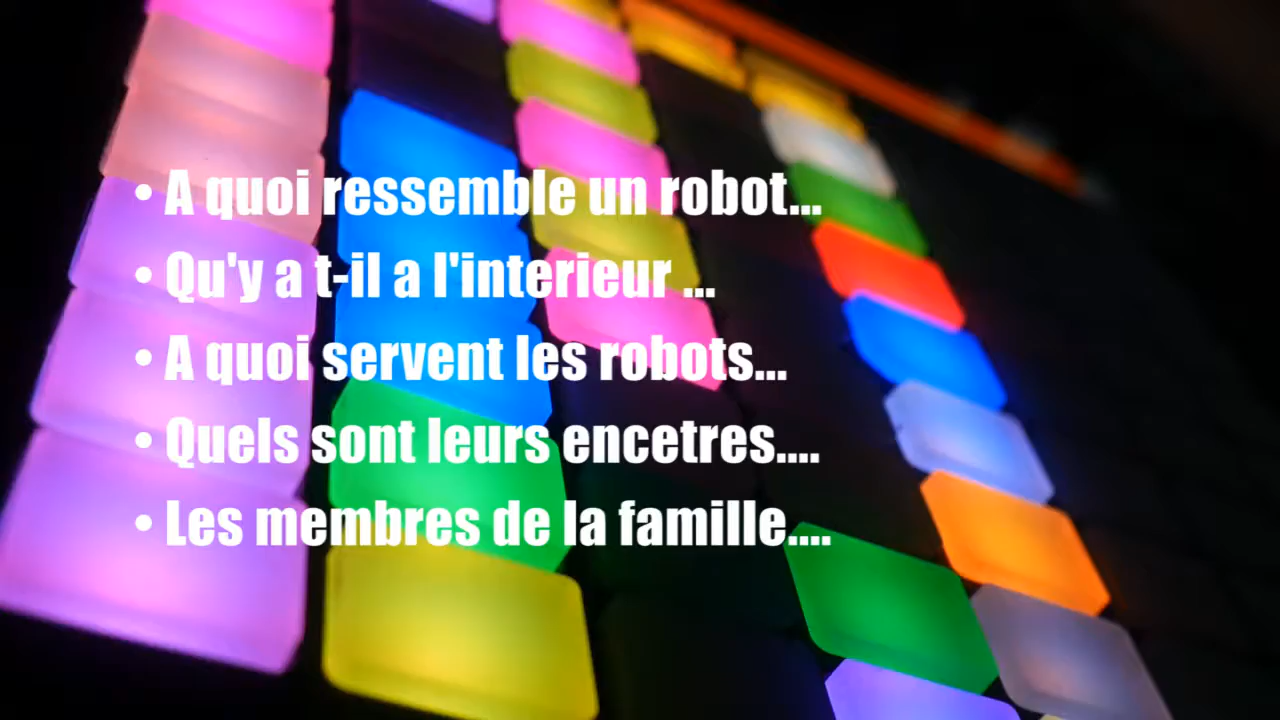 • A quoi ressemble un robot...
• Qu'y a t-il a l'interieur ...
• A quoi servent les robots...
• Quels sont leurs encetres....
• Les membres de la famille....